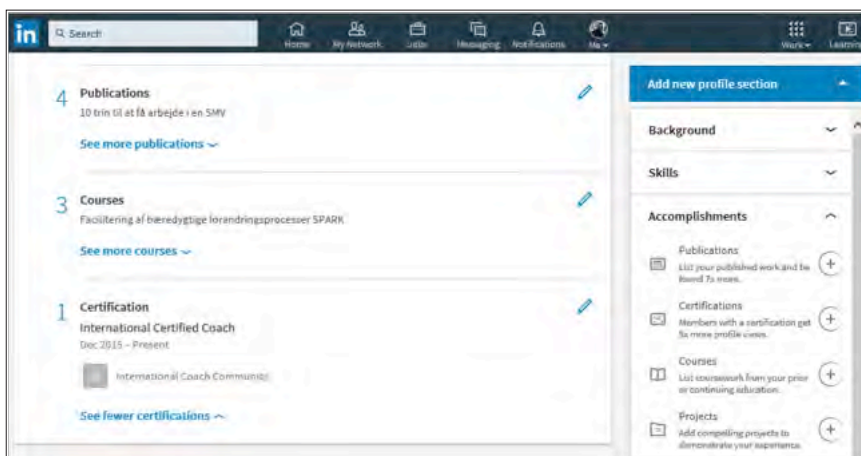 in
Search
Home My Network Jobs Messaging Notifications Me Work Learning
4 Publications
10 trin til at få arbejde i en SMV
See more publications
3 Courses
Facilitering af bæredygtige forandringsprocesser SPARK
See more courses
1 Certification
International Certified Coach
Dec 2015 – Present
International Coach
See fewer certifications
Add new profile section
Background
Skills
Accomplishments
Publications
List your published work and be
found 7x more.
Certifications
Members with a certification get
5x more profile views.
Courses
List coursework from your prior
or continuing education.
Projects
Add compelling projects to
demonstrate your experience.